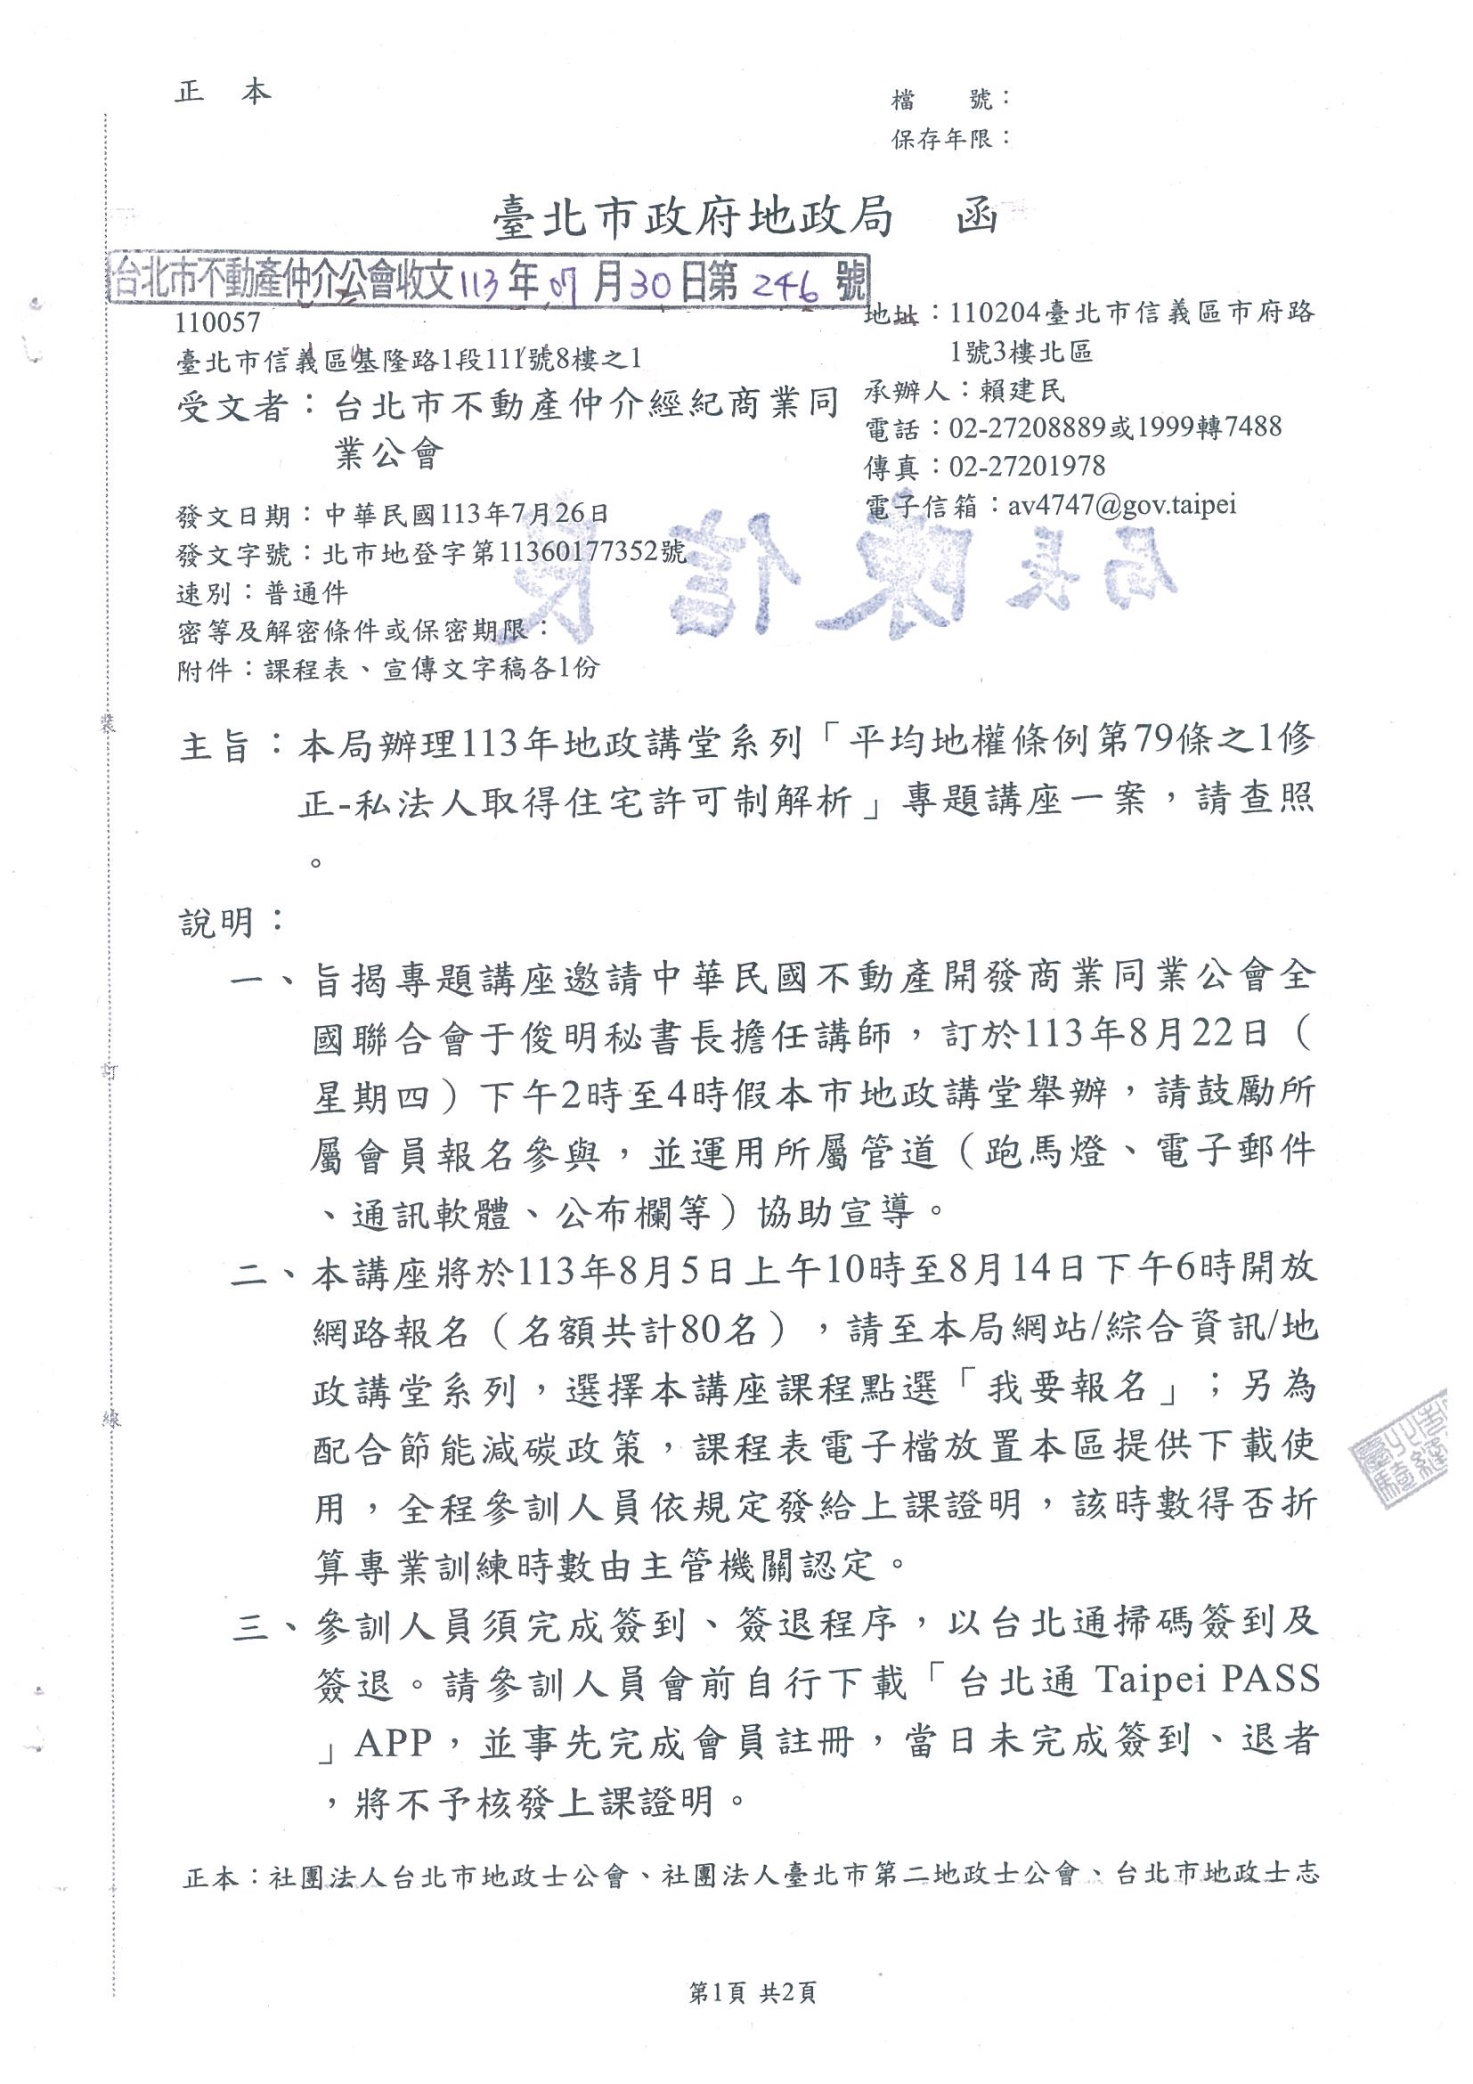 正本
檔　　號：
保存年限：
臺北市政府地政局　函
台北市不動產仲介公會收文113年07月30日第246號
110057
臺北市信義區基隆路1段111號8樓之1
受文者：台北市不動產仲介經紀商業同
業公會
地址：110204臺北市信義區市府路
1號3樓北區
承辦人：賴建民
電話：02-27208889或1999轉7488
傳真：02-27201978
電子信箱：av4747@gov.taipei
發文日期：中華民國113年7月26日
發文字號：北市地登字第11360177352號
速別：普通件
密等及解密條件或保密期限：
附件：課程表、宣傳文字稿各1份
局長陳信良
主旨：本局辦理113年地政講堂系列「平均地權條例第79條之1修
正-私法人取得住宅許可制解析」專題講座一案，請查照
。
說明：
一、旨揭專題講座邀請中華民國不動產開發商業同業公會全
國聯合會于俊明秘書長擔任講師，訂於113年8月22日（
星期四）下午2時至4時假本市地政講堂舉辦，請鼓勵所
屬會員報名參與，並運用所屬管道（跑馬燈、電子郵件
、通訊軟體、公布欄等）協助宣導。
二、本講座將於113年8月5日上午10時至8月14日下午6時開放
網路報名（名額共計80名），請至本局網站/綜合資訊/地
政講堂系列，選擇本講座課程點選「我要報名」；另為
配合節能減碳政策，課程表電子檔放置本區提供下載使
用，全程參訓人員依規定發給上課證明，該時數得否折
算專業訓練時數由主管機關認定。
三、參訓人員須完成簽到、簽退程序，以台北通掃碼簽到及
簽退。請參訓人員會前自行下載「台北通 Taipei PASS
」APP，並事先完成會員註冊，當日未完成簽到、退者
，將不予核發上課證明。
正本：社團法人台北市地政士公會、社團法人臺北市第二地政士公會、台北市地政士志
裝
訂
線
第1頁 共2頁